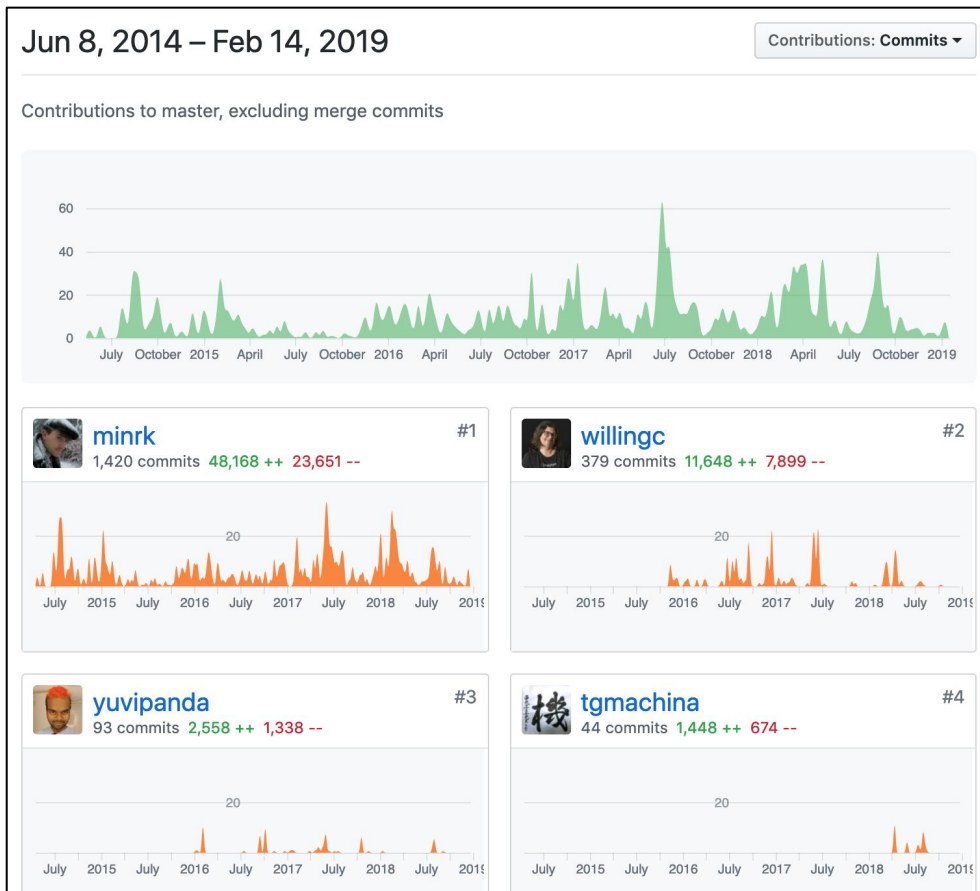 Jun 8, 2014 – Feb 14, 2019
Contributions: Commits
Contributions to master, excluding merge commits
60
40
20
0
July October 2015 April July October 2016 April July October 2017 April July October 2018 April July October 2019
minrk #1
1,420 commits 48,168 ++ 23,651 --
20
July 2015 July 2016 July 2017 July 2018 July 2019
willingc #2
379 commits 11,648 ++ 7,899 --
20
July 2015 July 2016 July 2017 July 2018 July 2019
yuvipanda #3
93 commits 2,558 ++ 1,338 --
20
July 2015 July 2016 July 2017 July 2018 July 2019
機
tgmachina #4
44 commits 1,448 ++ 674 --
20
July 2015 July 2016 July 2017 July 2018 July 2019